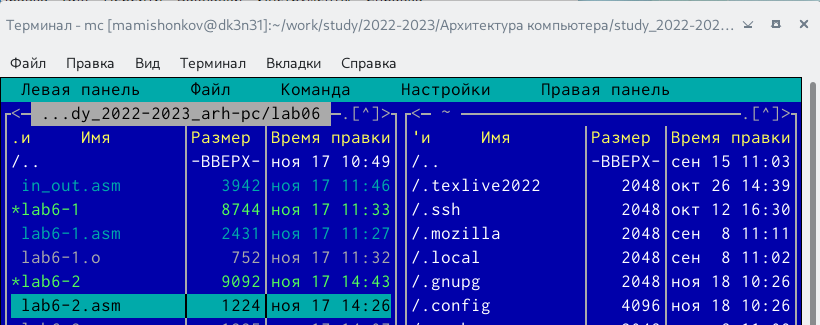 Терминал - mc [mamishonkov@dk3n31]:~/work/study/2022-2023/Архитектура компьютера/study_2022-202...
Файл Правка Вид Терминал Вкладки Справка
Левая панель Файл Команда Настройки Правая панель
<— ...dy_2022-2023_arh-pc/lab06 —.[^]> <— ~ —.[^]>
.и Имя Размер Время правки 'и Имя Размер Время правки
/.. -ВВЕРХ- ноя 17 10:49 /.. -ВВЕРХ- сен 15 11:03
in_out.asm 3942 ноя 17 11:46 /.texlive2022 2048 окт 26 14:39
*lab6-1 8744 ноя 17 11:33 /.ssh 2048 окт 12 16:30
lab6-1.asm 2431 ноя 17 11:27 /.mozilla 2048 сен 8 11:11
lab6-1.o 752 ноя 17 11:32 /.local 2048 сен 8 11:02
*lab6-2 9092 ноя 17 14:43 /.gnupg 2048 ноя 18 10:26
lab6-2.asm 1224 ноя 17 14:26 /.config 4096 ноя 18 10:26